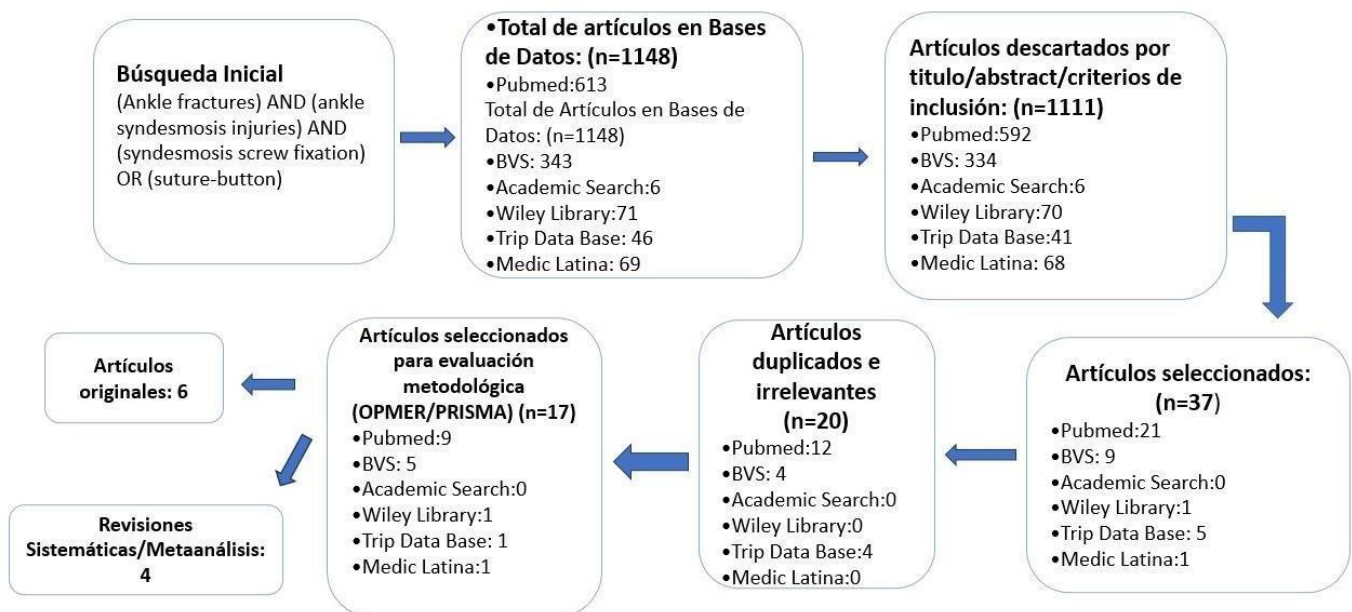 Búsqueda Inicial
(Ankle fractures) AND (ankle
syndesmosis injuries) AND
(syndesmosis screw fixation)
OR (suture-button)
•Total de artículos en Bases
de Datos: (n=1148)
•Pubmed:613
Total de Artículos en Bases de
Datos: (n=1148)
•BVS: 343
•Academic Search:6
•Wiley Library:71
•Trip Data Base: 46
•Medic Latina: 69
Artículos descartados por
titulo/abstract/criterios de
inclusión: (n=1111)
•Pubmed:592
•BVS: 334
•Academic Search:6
•Wiley Library:70
•Trip Data Base:41
•Medic Latina: 68
Artículos seleccionados:
(n=37)
•Pubmed:21
•BVS: 9
•Academic Search:0
•Wiley Library:1
•Trip Data Base: 5
•Medic Latina:1
Artículos
duplicados e
irrelevantes
(n=20)
•Pubmed:12
•BVS: 4
•Academic Search:0
•Wiley Library:0
•Trip Data Base:4
•Medic Latina:0
Artículos seleccionados
para evaluación
metodológica
(OPMER/PRISMA) (n=17)
•Pubmed:9
•BVS: 5
•Academic Search:0
•Wiley Library:1
•Trip Data Base: 1
•Medic Latina:1
Artículos
originales: 6
Revisiones
Sistemáticas/Metaanálisis:
4